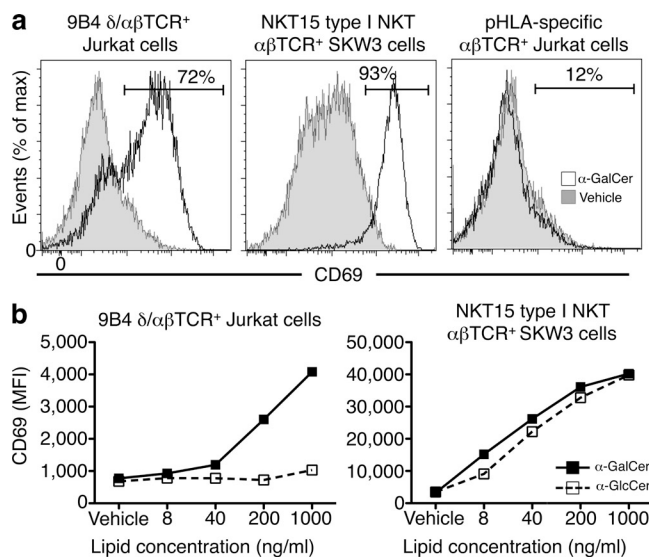 a
9B4 δ/αβTCR+
Jurkat cells
NKT15 type I NKT
αβTCR+ SKW3 cells
pHLA-specific
αβTCR+ Jurkat cells
72%
93%
12%
Events (% of max)
α-GalCer
Vehicle
0
0
CD69
b
9B4 δ/αβTCR+ Jurkat cells
NKT15 type I NKT
αβTCR+ SKW3 cells
CD69 (MFI)
5,000
4,000
3,000
2,000
1,000
0
50,000
40,000
30,000
20,000
10,000
0
α-GalCer
α-GlcCer
Vehicle 8 40 200 1000
Vehicle 8 40 200 1000
Lipid concentration (ng/ml)
Lipid concentration (ng/ml)